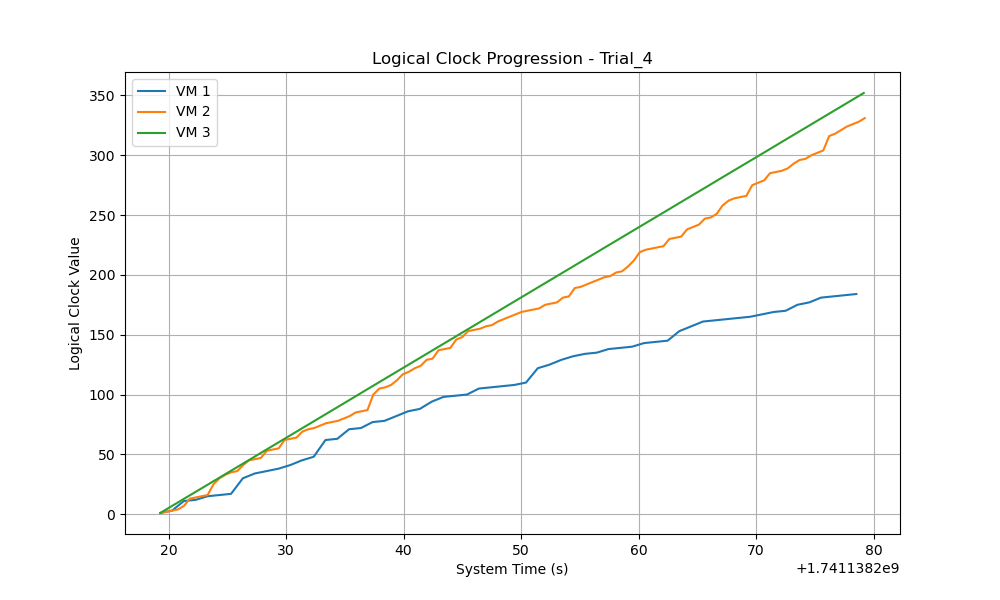 Logical Clock Progression - Trial_4
VM 1
VM 2
VM 3
Logical Clock Value
350
300
250
200
150
100
50
0
20 30 40 50 60 70 80
System Time (s)
+1.7411382e9